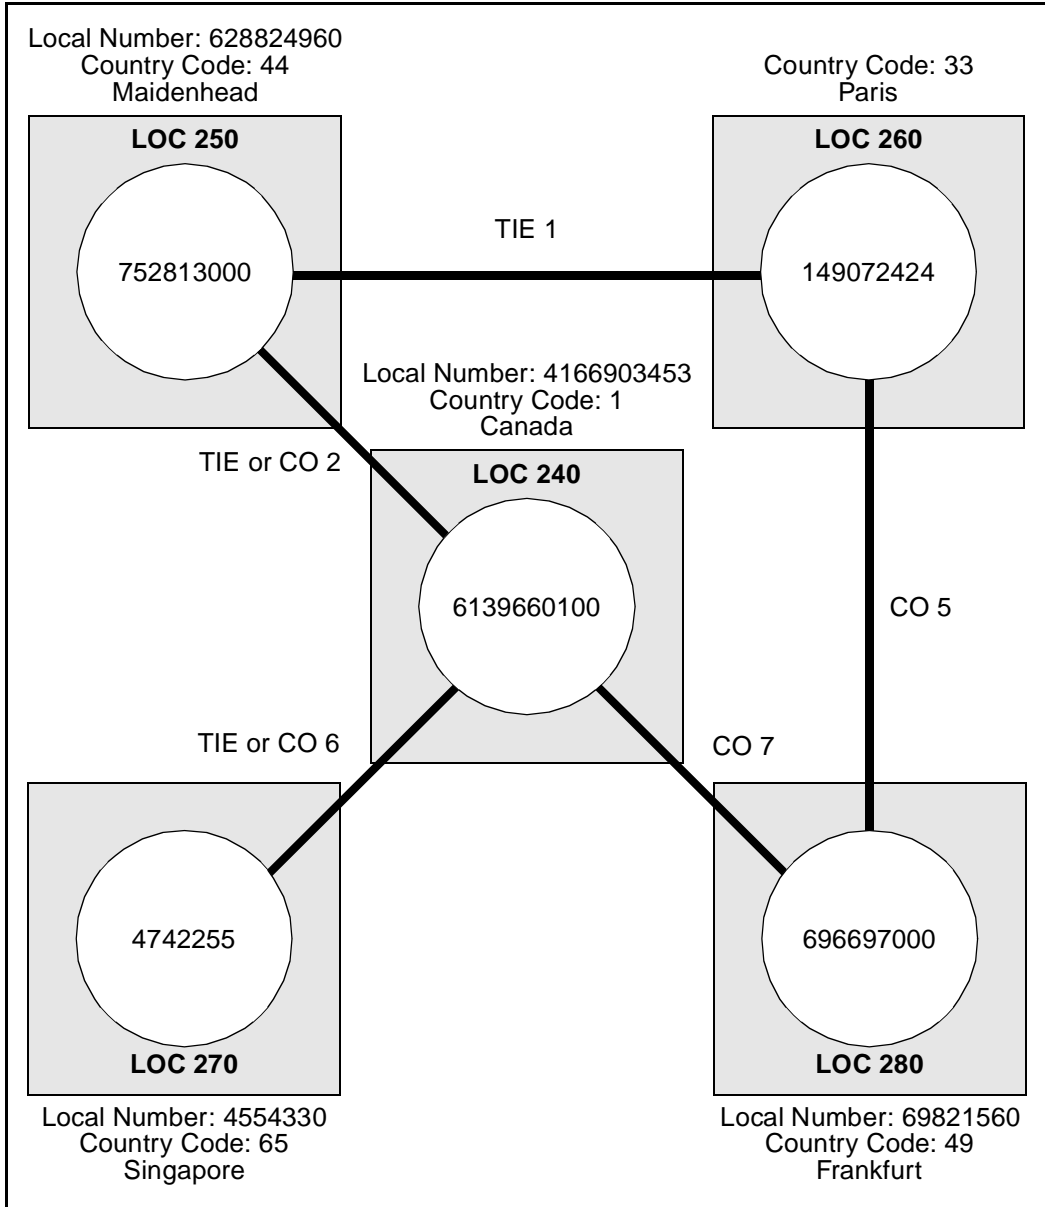 Local Number: 628824960
Country Code: 44
Maidenhead
LOC 250
752813000
Country Code: 33
Paris
LOC 260
149072424
TIE 1
Local Number: 4166903453
Country Code: 1
Canada
LOC 240
6139660100
TIE or CO 2
CO 5
TIE or CO 6
CO 7
4742255
LOC 270
Local Number: 4554330
Country Code: 65
Singapore
696697000
LOC 280
Local Number: 69821560
Country Code: 49
Frankfurt